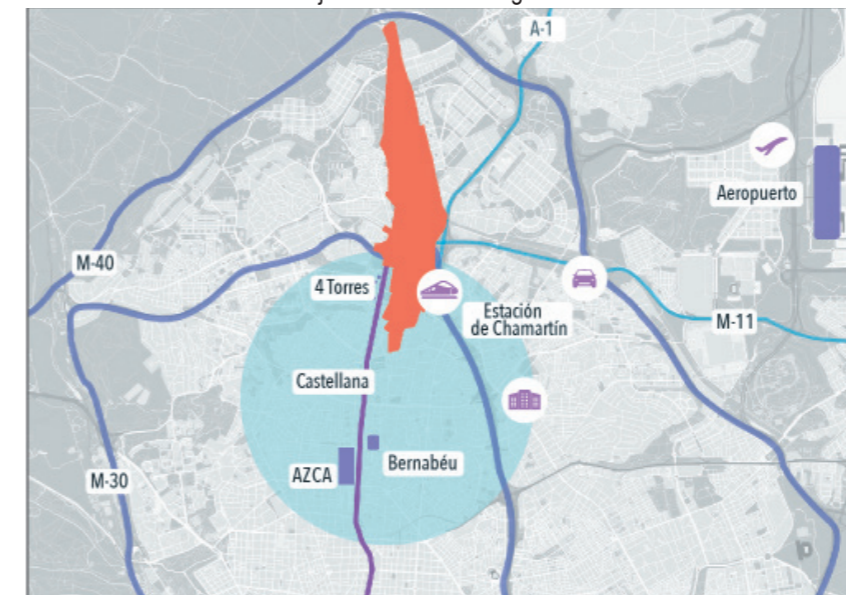 A-1
Aeropuerto
M-40
4 Torres
Estación
de Chamartín
M-11
Castellana
Bernabéu
AZCA
M-30